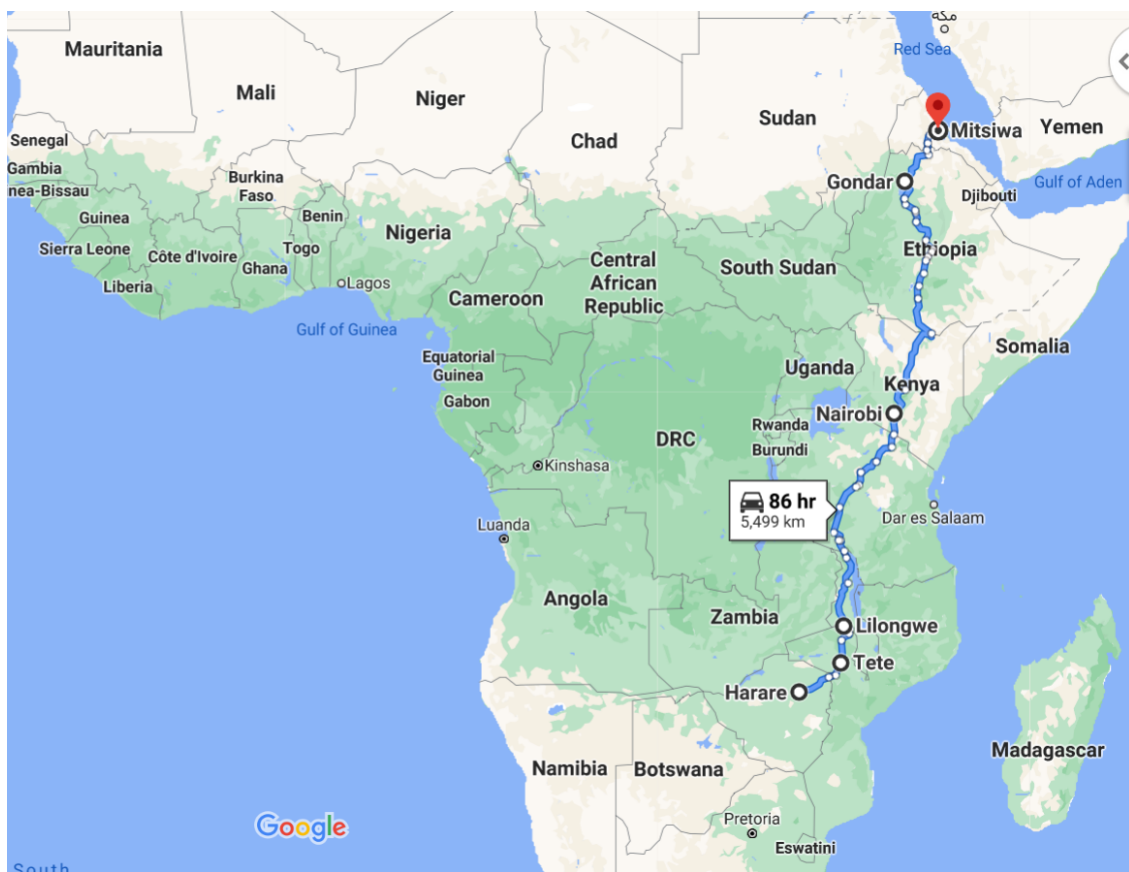 مكة
Mauritania
Red Sea
Mali
Niger
Sudan
Chad
Mitsiwa
Yemen
Senegal
Gambia
nea-Bissau
Burkina
Faso
Gondar
Gulf of Aden
Djibouti
Guinea
Benin
Nigeria
Sierra Leone
Côte d'Ivoire
Togo
Ghana
Ethiopia
Central
African
Republic
South Sudan
Liberia
Lagos
Cameroon
Gulf of Guinea
Somalia
Equatorial
Guinea
Uganda
Kenya
Gabon
Nairobi
Rwanda
Burundi
DRC
Kinshasa
86 hr
5,499 km
Dar es Salaam
Luanda
Angola
Zambia
Lilongwe
Tete
Harare
Madagascar
Namibia
Botswana
Google
Pretoria
Eswatini
South